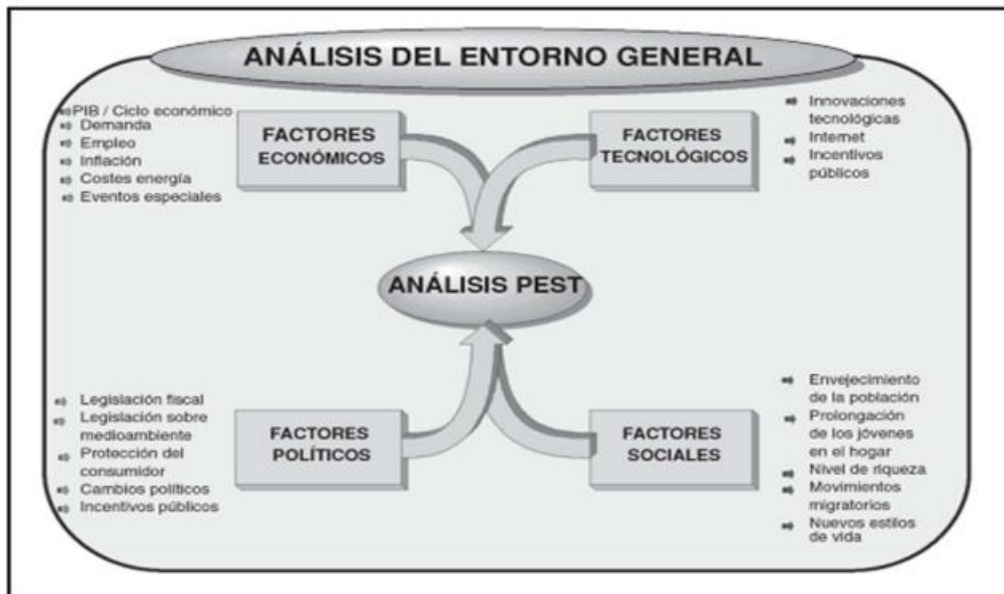 ANÁLISIS DEL ENTORNO GENERAL
PIB / Ciclo económico
Demanda
Empleo
Inflación
Costes energía
Eventos especiales
FACTORES
ECONÓMICOS
FACTORES
TECNOLÓGICOS
Innovaciones
tecnológicas
Internet
Incentivos
públicos
ANÁLISIS PEST
Legislación fiscal
Legislación sobre
medioambiente
Protección del
consumidor
Cambios políticos
Incentivos públicos
FACTORES
POLÍTICOS
FACTORES
SOCIALES
Envejecimiento
de la población
Prolongación
de los jóvenes
en el hogar
Nivel de riqueza
Movimientos
migratorios
Nuevos estilos
de vida